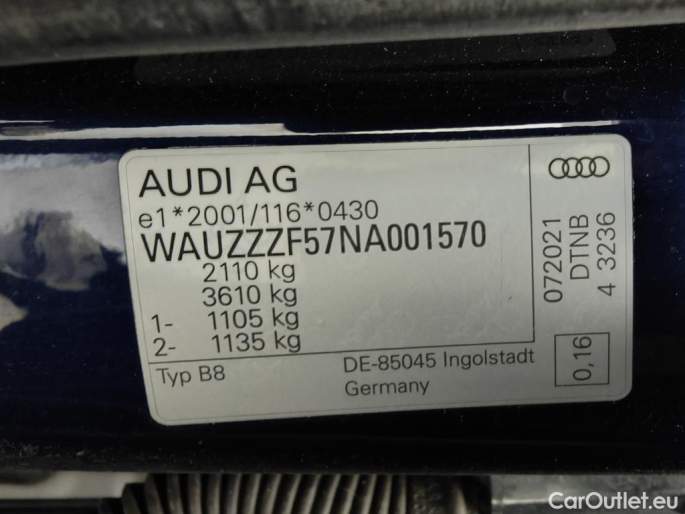 AUDI AG
e1*2001/116*0430
WAUZZZF57NA001570
2110 kg
3610 kg
1- 1105 kg
2- 1135 kg
Typ B8
DE-85045 Ingolstadt
Germany
072021
DTNB
4 3236
0,16
CarOutlet.eu